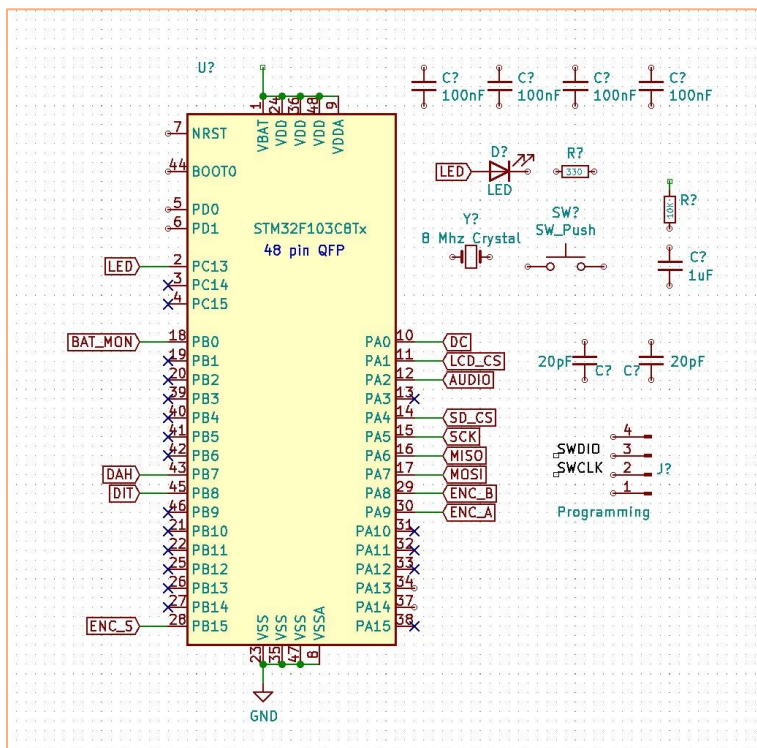 U?
C?
100nF
C?
100nF
C?
100nF
C?
100nF
1
24
36
48
9
VBAT
VDD
VDD
VDD
VDDA
7 NRST
44 BOOT0
5 PD0
6 PD1
STM32F103C8Tx
48 pin QFP
LED 2 PC13
3 PC14
4 PC15
BAT_MON 18 PB0
19 PB1
20 PB2
39 PB3
40 PB4
41 PB5
42 PB6
DAH 43 PB7
DIT 45 PB8
46 PB9
21 PB10
22 PB11
25 PB12
26 PB13
27 PB14
ENC_S 28 PB15
PA0 10 DC
PA1 11 LCD_CS
PA2 12 AUDIO
PA3 13
PA4 14 SD_CS
PA5 15 SCK
PA6 16 MISO
PA7 17 MOSI
PA8 29 ENC_B
PA9 30 ENC_A
PA10 31
PA11 32
PA12 33
PA13 34
PA14 37
PA15 38
VSS
VSS
VSS
VSSA
23
35
47
8
GND
D?
LED
LED
R?
330
R?
10K
Y?
8 Mhz Crystal
SW?
SW_Push
C?
1uF
20pF
C?
C?
20pF
4
SWDIO 3
SWCLK 2 J?
1
Programming